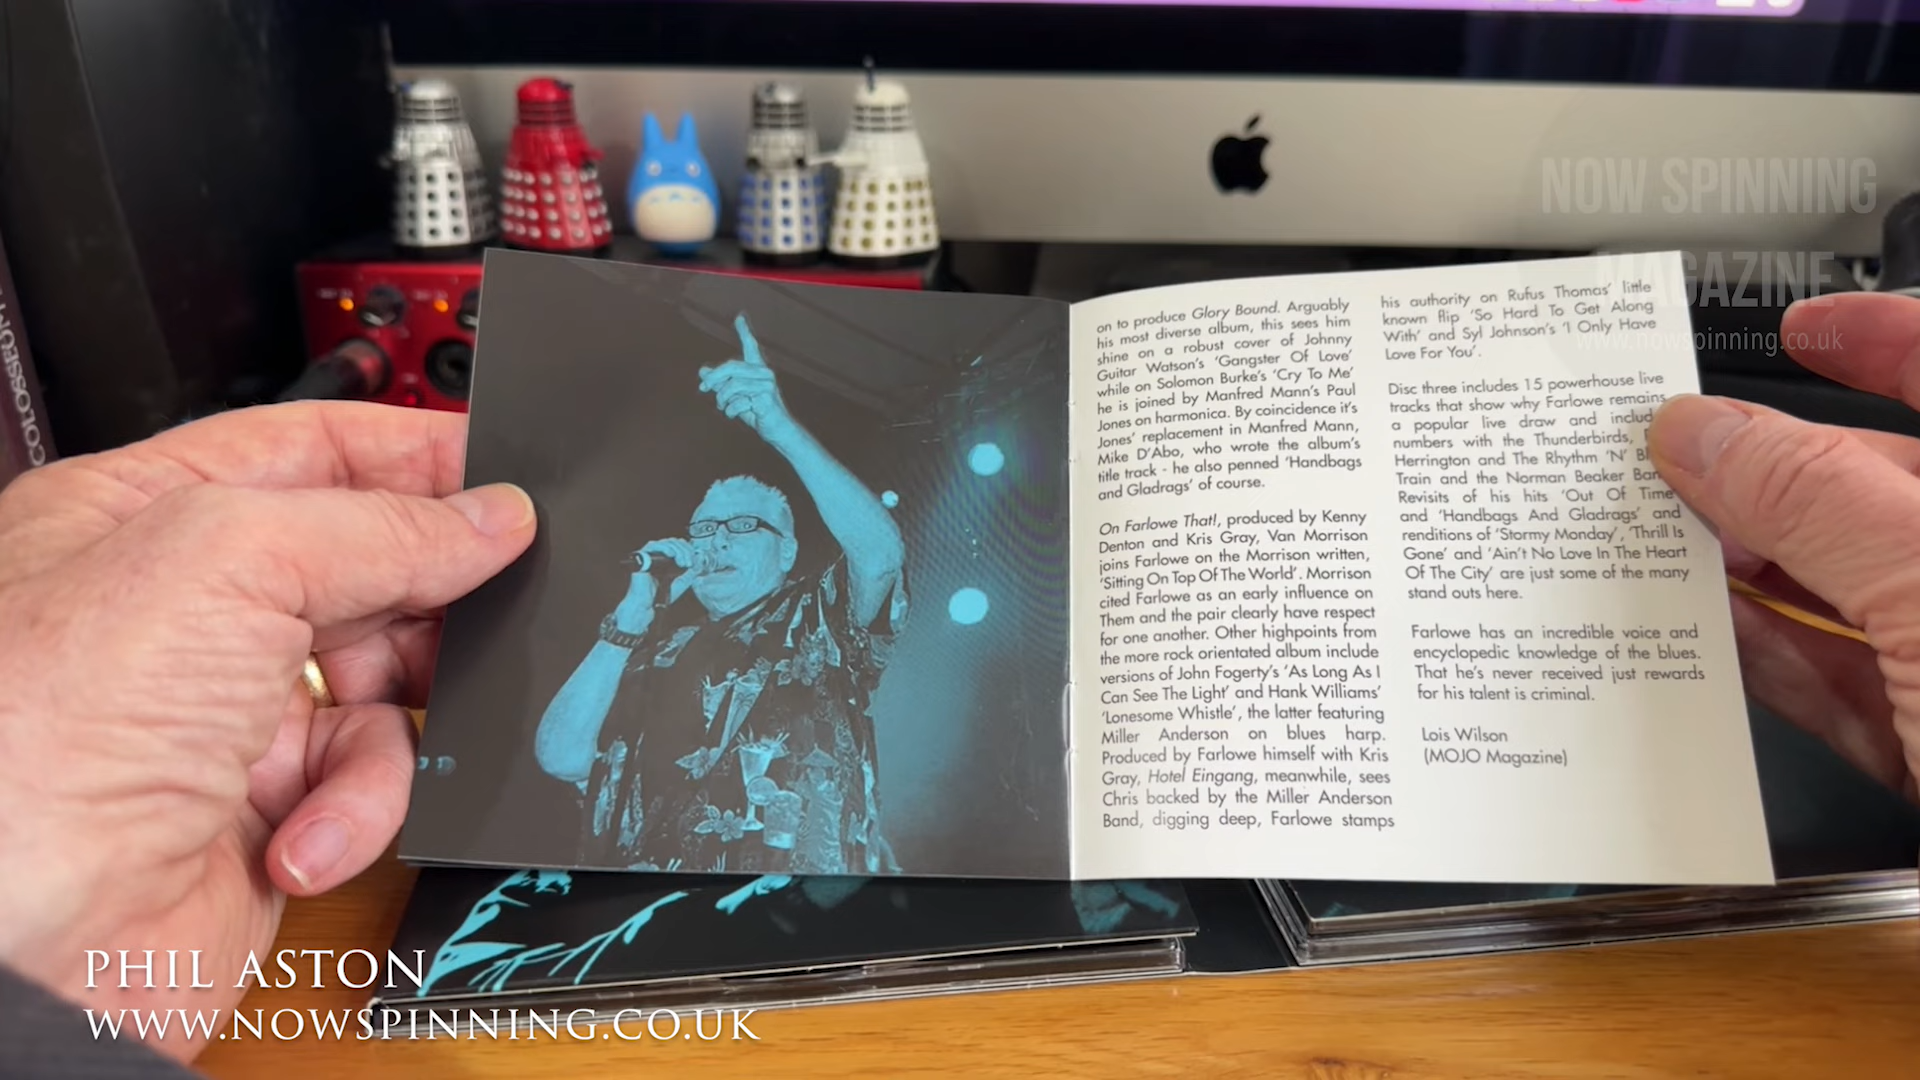 NOW SPINNING
MAGAZINE
www.nowspinning.co.uk
COLOSSEUM
on to produce Glory Bound. Arguably
his most diverse album, this sees him
shine on a robust cover of Johnny
Guitar Watson's 'Gangster Of Love'
while on Solomon Burke's 'Cry To Me'
he is joined by Manfred Mann's Paul
Jones on harmonica. By coincidence it's
Jones' replacement in Manfred Mann,
Mike D'Abo, who wrote the album's
title track - he also penned 'Handbags
and Gladrags' of course.
On Farlowe That!, produced by Kenny
Denton and Kris Gray, Van Morrison
joins Farlowe on the Morrison written,
'Sitting On Top Of The World'. Morrison
cited Farlowe as an early influence on
Them and the pair clearly have respect
for one another. Other highpoints from
the more rock orientated album include
versions of John Fogerty's 'As Long As I
Can See The Light' and Hank Williams'
'Lonesome Whistle', the latter featuring
Miller Anderson on blues harp.
Produced by Farlowe himself with Kris
Gray, Hotel Eingang, meanwhile, sees
Chris backed by the Miller Anderson
Band, digging deep, Farlowe stamps
his authority on Rufus Thomas' little
known flip 'So Hard To Get Along
With' and Syl Johnson's 'I Only Have
Love For You'.
Disc three includes 15 powerhouse live
tracks that show why Farlowe remains
a popular live draw and includ
numbers with the Thunderbirds,
Herrington and The Rhythm 'N' Bl
Train and the Norman Beaker Ban
Revisits of his hits 'Out Of Time'
and 'Handbags And Gladrags' and
renditions of 'Stormy Monday', 'Thrill Is
Gone' and 'Ain't No Love In The Heart
Of The City' are just some of the many
stand outs here.
Farlowe has an incredible voice and
encyclopedic knowledge of the blues.
That he's never received just rewards
for his talent is criminal.
Lois Wilson
(MOJO Magazine)
PHIL ASTON
WWW.NOWSPINNING.CO.UK